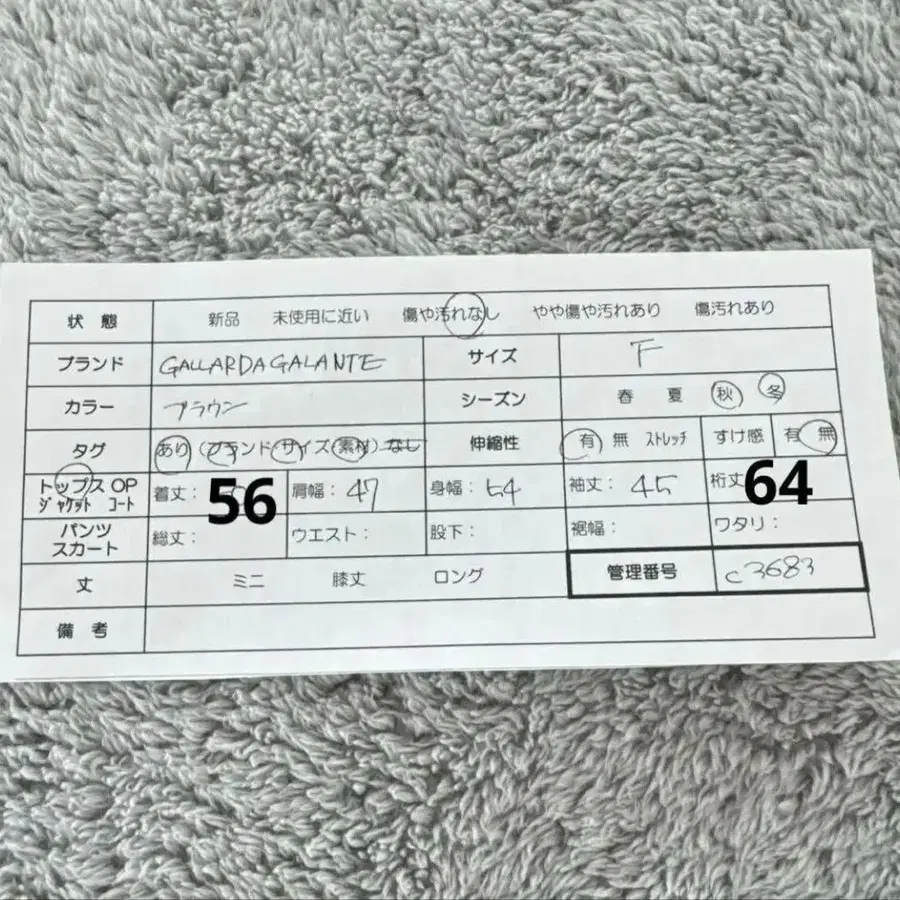 状態 新品 未使用に近い 傷や汚れなし やや傷や汚れあり 傷汚れあり
ブランド GALLARDAGALANTE サイズ F
カラー ブラウン シーズン 春 夏 秋 冬
タグ あり (ブランド サイズ 素材) なし 伸縮性 有 無 ストレッチ すけ感 有 無
トップス OP 着丈: 56 肩幅: 47 身幅: 54 袖丈: 45 裄丈 64
ジャケット コート
パンツ 総丈: ウエスト: 股下: 裾幅: ワタリ:
スカート
丈 ミニ 膝丈 ロング 管理番号 c3683
備考